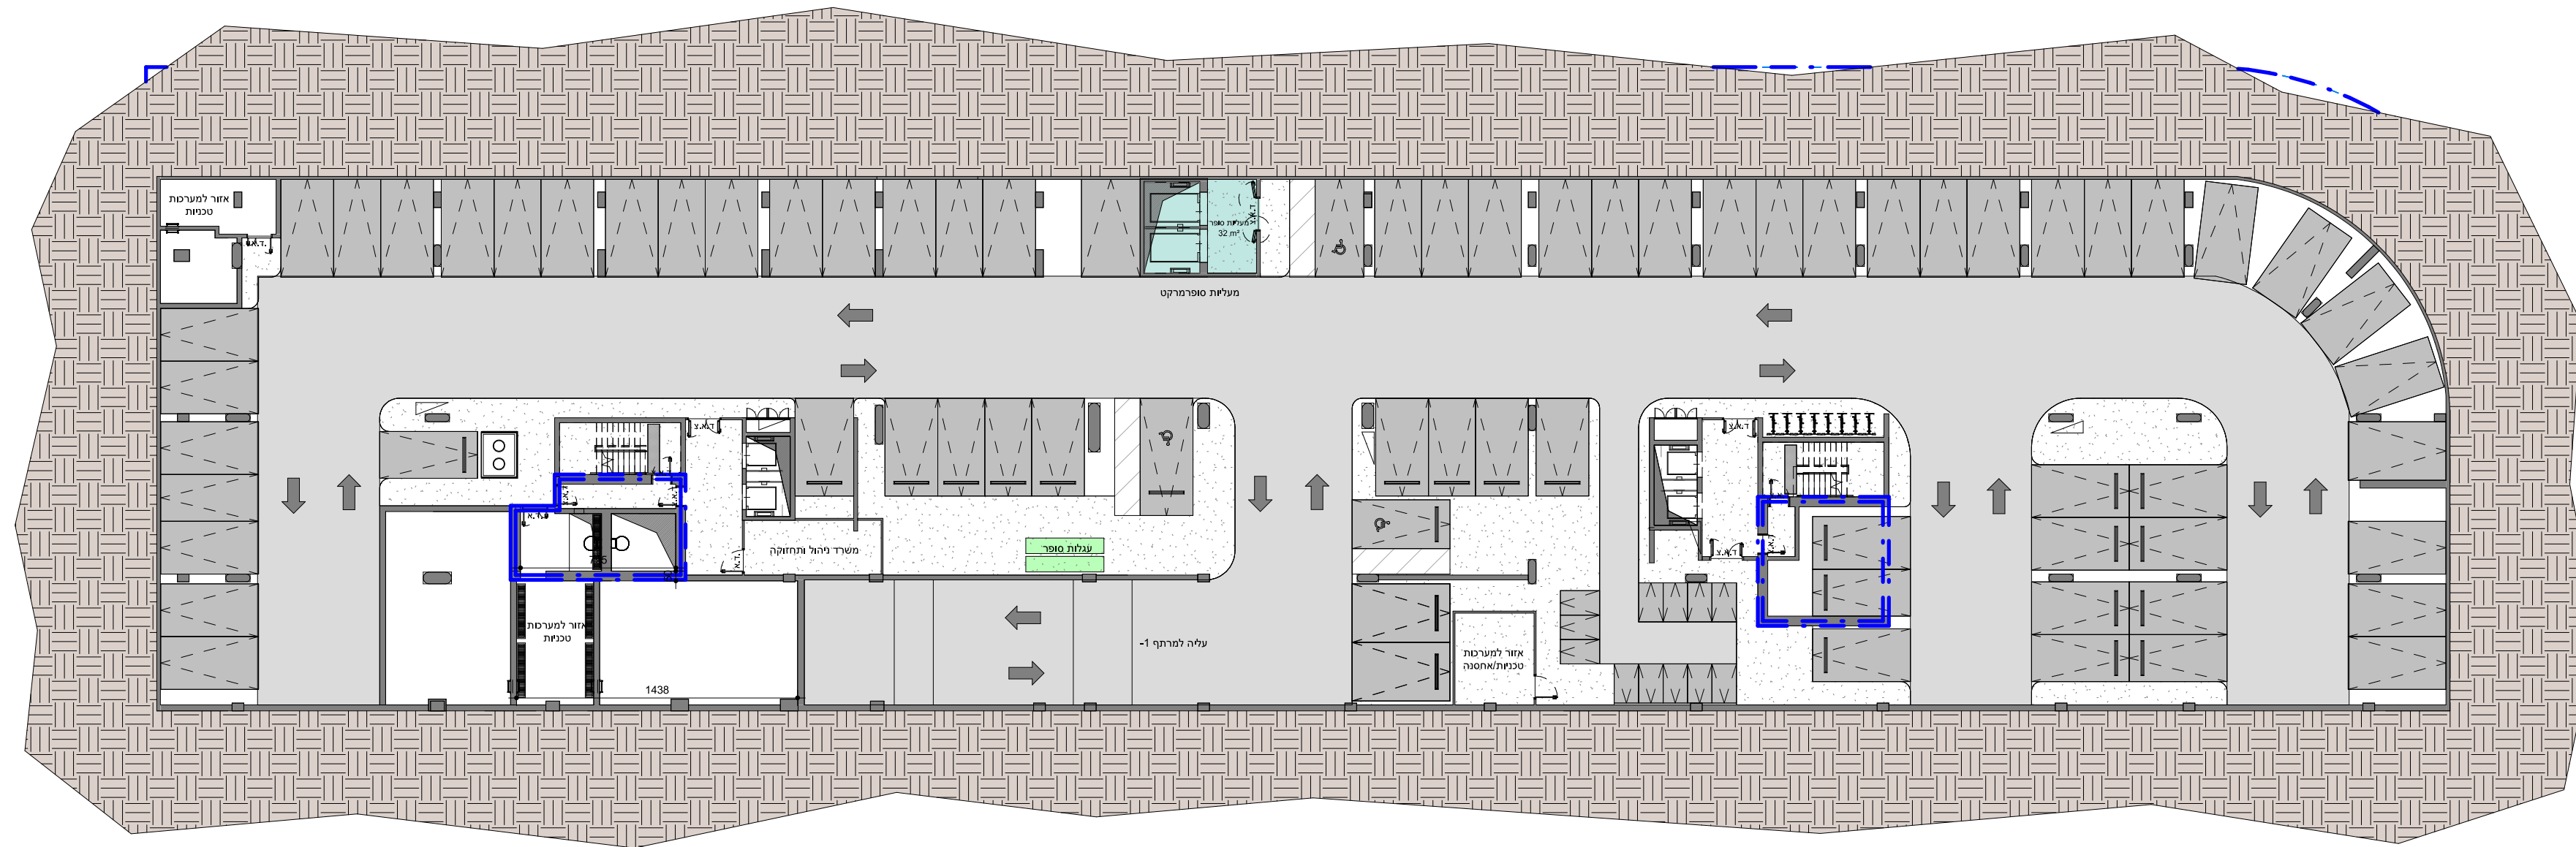 אזור למערכות
טכניות
ד.א.צ.
ד.א.
מעליות סופר
32 m²
מעליות סופרמרקט
ד.א.צ
ד.א.צ
ד.א
ד.א
ד.א
ד.א
משרד ניהול ותחזוקה
עגלות סופר
ד.א.צ
ד.א.צ
אזור למערכות
טכניות
עליה למרתף 1-
אזור למערכות
טכניות/אחסנה
1438